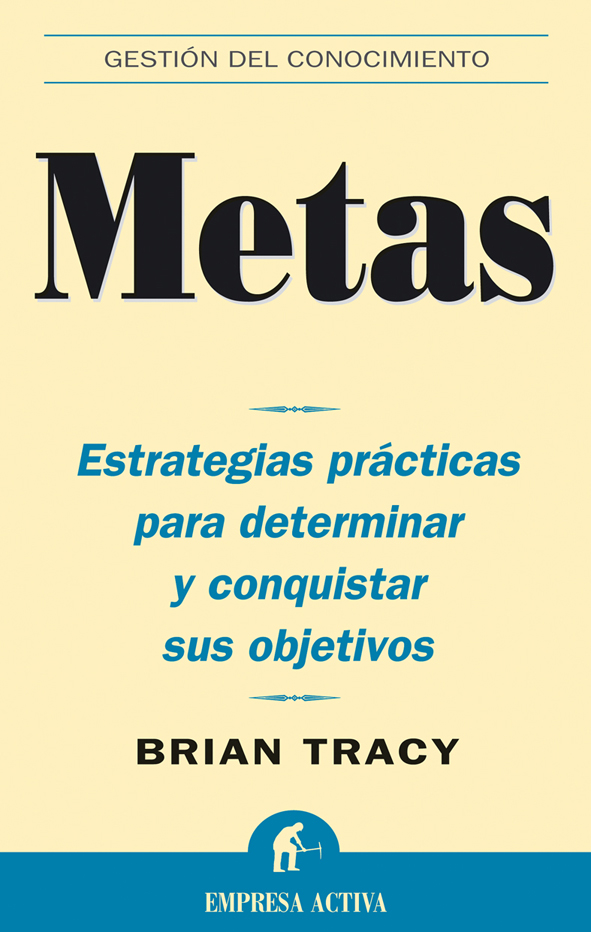 GESTIÓN DEL CONOCIMIENTO
Metas
Estrategias prácticas
para determinar
y conquistar
sus objetivos
BRIAN TRACY
EMPRESA ACTIVA